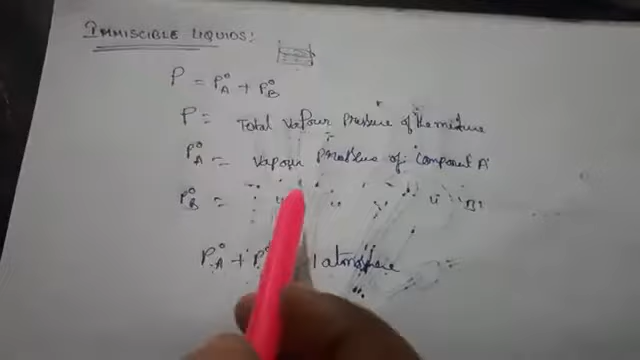 IMMISCIBLE LIQUIDS:
P = P°A + P°B
P = Total Vapour Pressure of the mixture
P°A = Vapour Pressure of Component A
P°B = " " " " B
P°A + P° 1 atmosphere